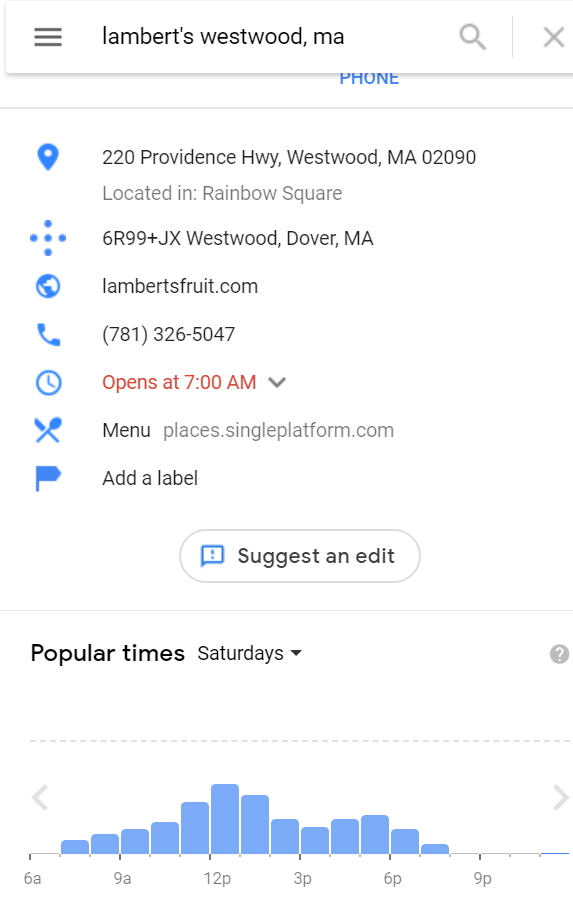 lambert's westwood, ma
PHONE
220 Providence Hwy, Westwood, MA 02090
Located in: Rainbow Square
6R99+JX Westwood, Dover, MA
lambertsfruit.com
(781) 326-5047
Opens at 7:00 AM
Menu places.singleplatform.com
Add a label
Suggest an edit
Popular times Saturdays
6a 9a 12p 3p 6p 9p